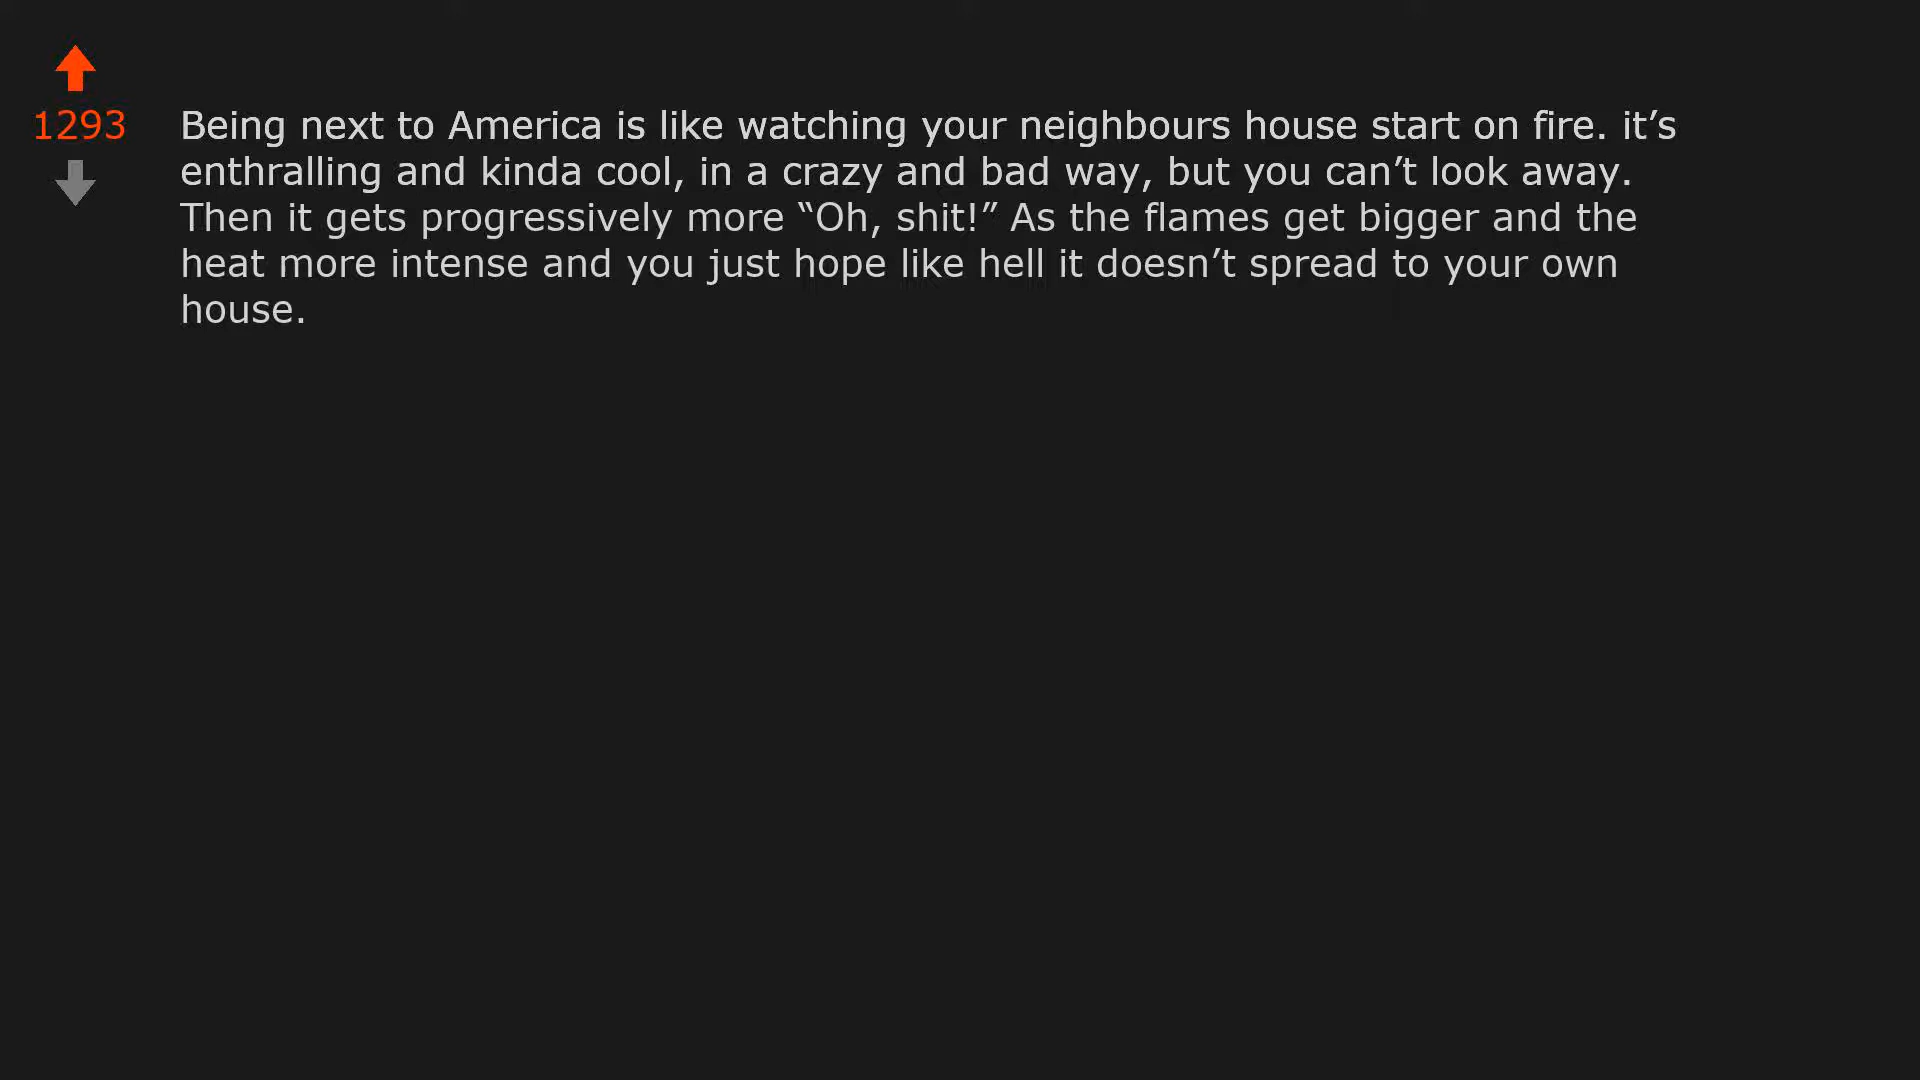 1293
Being next to America is like watching your neighbours house start on fire. it’s
enthralling and kinda cool, in a crazy and bad way, but you can’t look away.
Then it gets progressively more “Oh, shit!” As the flames get bigger and the
heat more intense and you just hope like hell it doesn’t spread to your own
house.